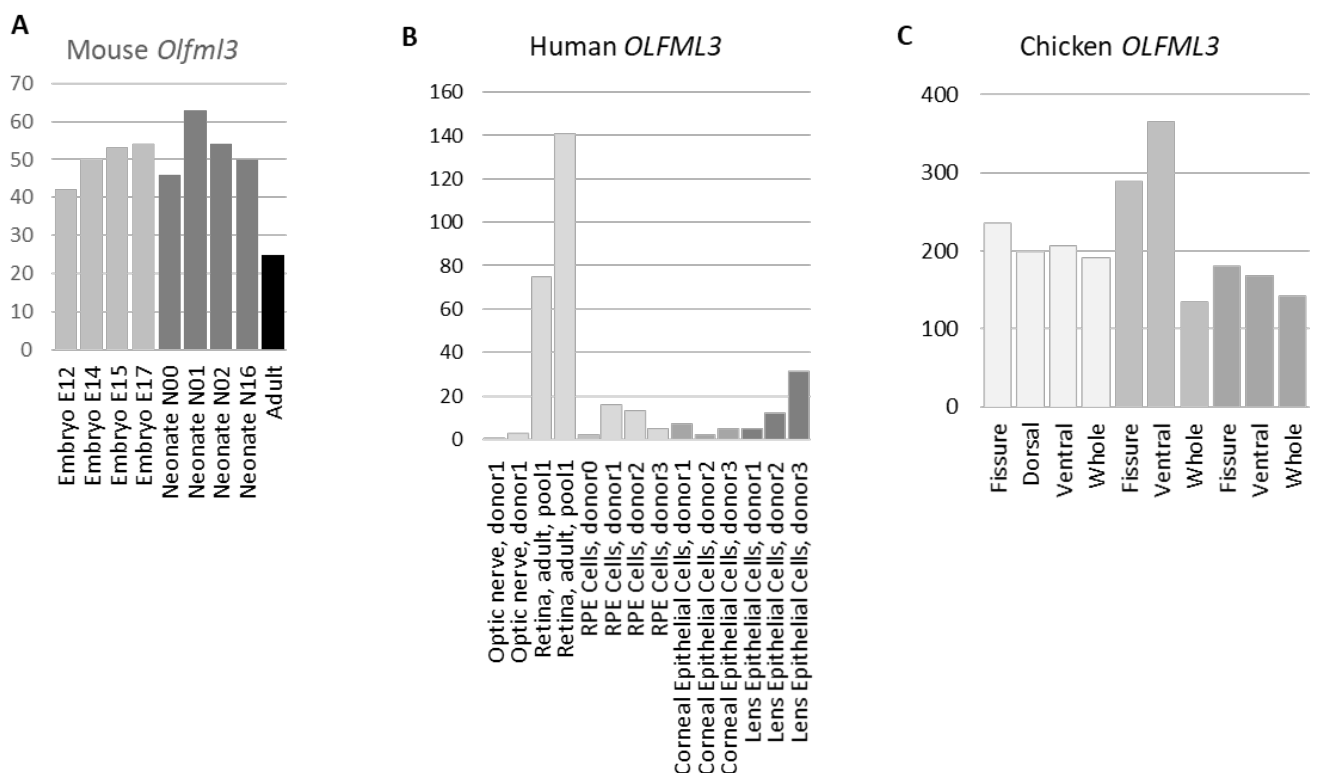 A
Mouse Olfml3
70
60
50
40
30
20
10
0
Embryo E12
Embryo E14
Embryo E15
Embryo E17
Neonate N00
Neonate N01
Neonate N02
Neonate N16
Adult
B
Human OLFML3
160
140
120
100
80
60
40
20
0
Optic nerve, donor1
Optic nerve, donor1
Retina, adult, pool1
Retina, adult, pool1
RPE Cells, donor0
RPE Cells, donor1
RPE Cells, donor2
RPE Cells, donor3
Corneal Epithelial Cells, donor1
Corneal Epithelial Cells, donor2
Corneal Epithelial Cells, donor3
Lens Epithelial Cells, donor1
Lens Epithelial Cells, donor2
Lens Epithelial Cells, donor3
C
Chicken OLFML3
400
300
200
100
0
Fissure
Dorsal
Ventral
Whole
Fissure
Ventral
Whole
Fissure
Ventral
Whole